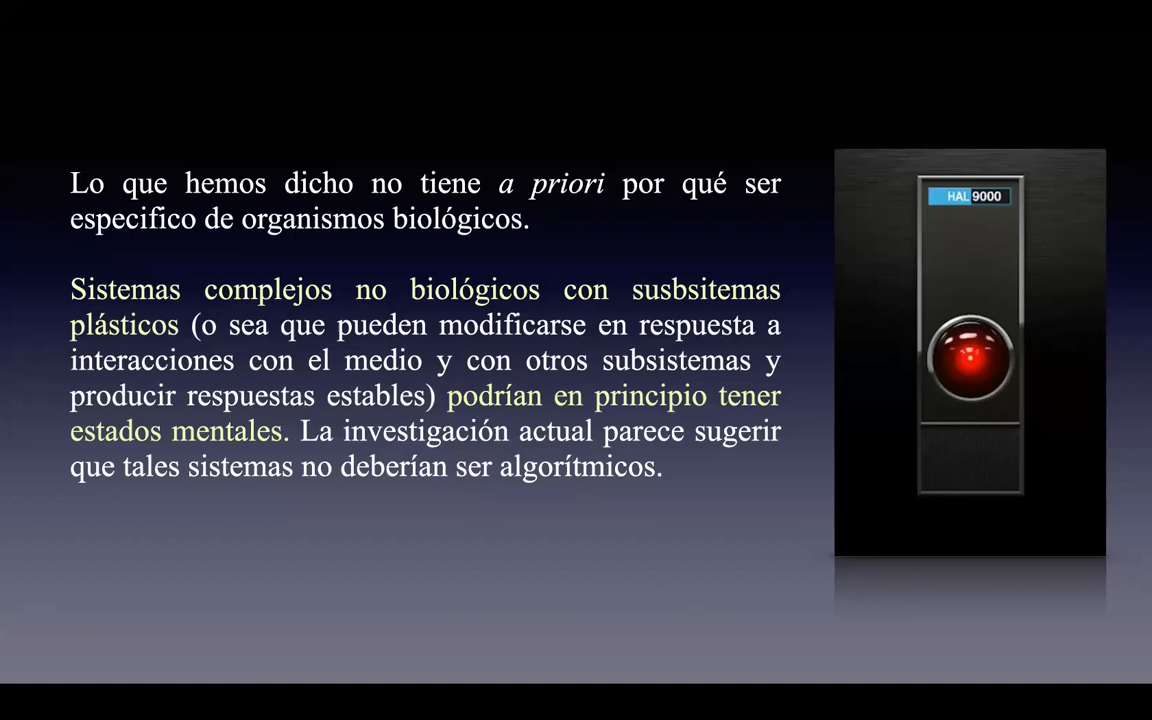 Lo que hemos dicho no tiene a priori por qué ser
especifico de organismos biológicos.
Sistemas complejos no biológicos con susbsitemas
plásticos (o sea que pueden modificarse en respuesta a
interacciones con el medio y con otros subsistemas y
producir respuestas estables) podrían en principio tener
estados mentales. La investigación actual parece sugerir
que tales sistemas no deberían ser algorítmicos.
HAL 9000